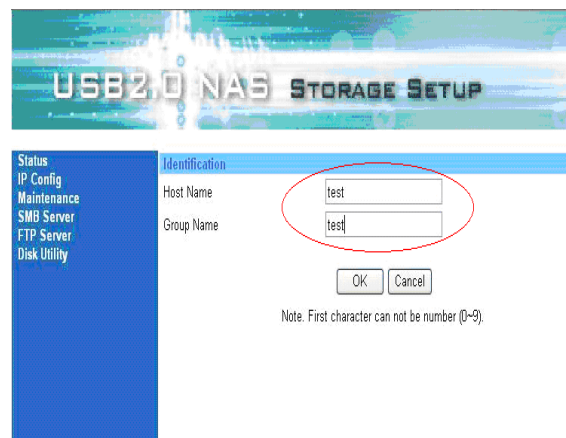 USB2.0 NAS STORAGE SETUP
Status
IP Config
Maintenance
SMB Server
FTP Server
Disk Utility
Identification
Host Name test
Group Name test
OK Cancel
Note. First character can not be number (0~9).